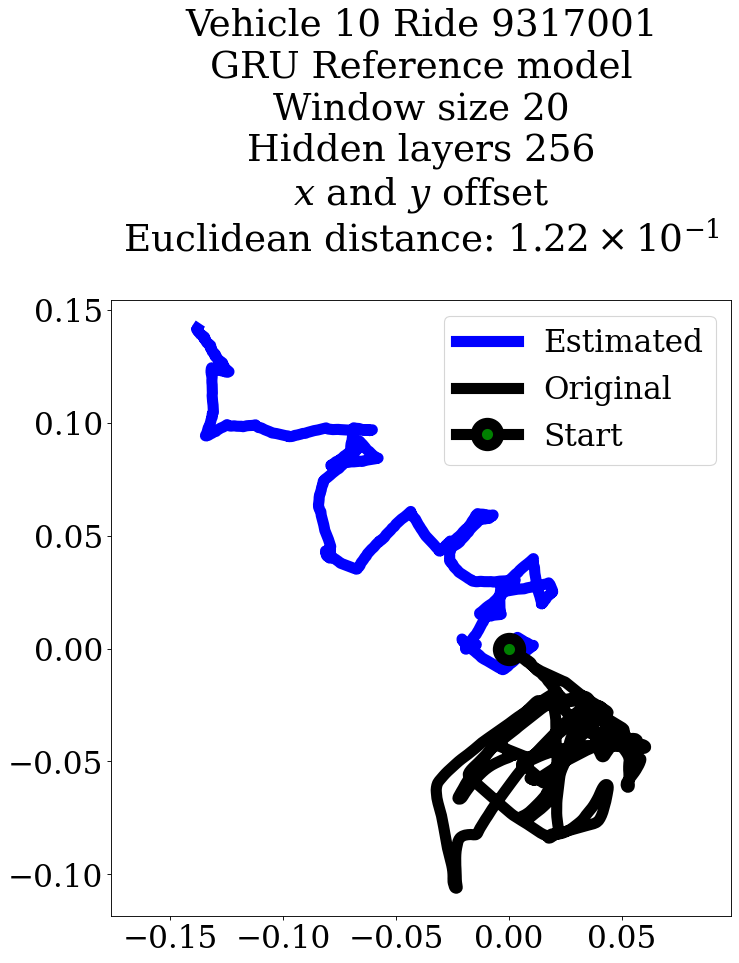 Vehicle 10 Ride 9317001
GRU Reference model
Window size 20
Hidden layers 256
x and y offset
Euclidean distance: 1.22 × 10⁻¹
0.15
0.10
0.05
0.00
−0.05
−0.10
Estimated
Original
Start
−0.15 −0.10 −0.05 0.00 0.05